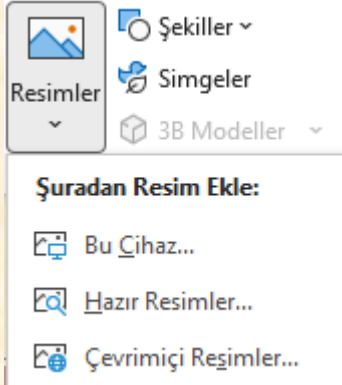 Resimler
Şekiller
Simgeler
3B Modeller
Şuradan Resim Ekle:
Bu Cihaz...
Hazır Resimler...
Çevrimiçi Resimler...